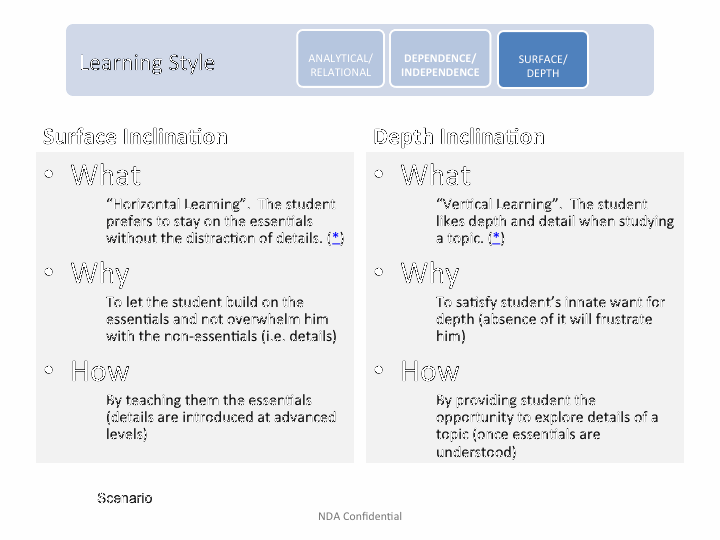 Learning Style
ANALYTICAL/
RELATIONAL
DEPENDENCE/
INDEPENDENCE
SURFACE/
DEPTH
Surface Inclination
• What
“Horizontal Learning”. The student
prefers to stay on the essentials
without the distraction of details. (*)
• Why
To let the student build on the
essentials and not overwhelm him
with the non-essentials (i.e. details)
• How
By teaching them the essentials
(details are introduced at advanced
levels)
Depth Inclination
• What
“Vertical Learning”. The student
likes depth and detail when studying
a topic. (*)
• Why
To satisfy student’s innate want for
depth (absence of it will frustrate
him)
• How
By providing student the
opportunity to explore details of a
topic (once essentials are
understood)
Scenario
NDA Confidential